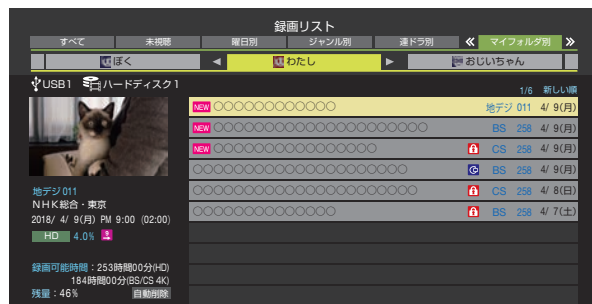 録画リスト
すべて 未視聴 曜日別 ジャンル別 連ドラ別 ≪ マイフォルダ別 ≫
ぼく ◀ わたし ▶ おじいちゃん
USB1 ハードディスク1
1/6 新しい順
NEW 〇〇〇〇〇〇〇〇〇〇〇〇 地デジ 011 4/ 9(月)
NEW 〇〇〇〇〇〇〇〇〇〇〇〇〇〇〇〇〇〇〇〇〇 BS 258 4/ 9(月)
NEW 〇〇〇〇〇〇〇〇〇〇〇〇〇〇〇〇 CS 258 4/ 9(月)
〇〇〇〇〇〇〇〇〇〇〇〇〇〇〇〇〇〇〇〇〇 BS 258 4/ 9(月)
〇〇〇〇〇〇〇〇〇〇〇〇〇〇〇〇〇〇〇〇〇〇 CS 258 4/ 8(日)
〇〇〇〇〇〇〇〇〇〇〇〇〇〇 BS 258 4/ 7(土)
地デジ 011
NHK総合・東京
2018/ 4/ 9(月) PM 9:00 (02:00)
HD 4.0% 9
録画可能時間：253時間00分(HD)
184時間00分(BS/CS 4K)
残量：46% 自動削除